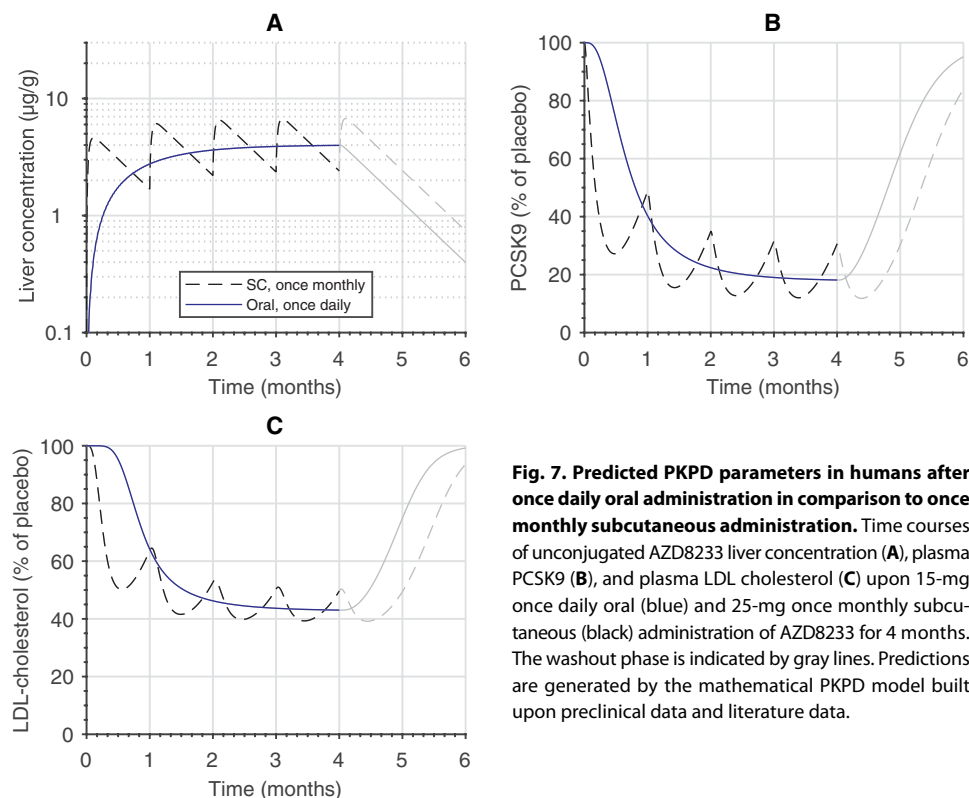 A
Liver concentration (µg/g)
10
1
0.1
SC, once monthly
Oral, once daily
0 1 2 3 4 5 6
Time (months)
B
PCSK9 (% of placebo)
100
80
60
40
20
0
0 1 2 3 4 5 6
Time (months)
C
LDL-cholesterol (% of placebo)
100
80
60
40
20
0
0 1 2 3 4 5 6
Time (months)
Fig. 7. Predicted PKPD parameters in humans after
once daily oral administration in comparison to once
monthly subcutaneous administration. Time courses
of unconjugated AZD8233 liver concentration (A), plasma
PCSK9 (B), and plasma LDL cholesterol (C) upon 15-mg
once daily oral (blue) and 25-mg once monthly subcu-
taneous (black) administration of AZD8233 for 4 months.
The washout phase is indicated by gray lines. Predictions
are generated by the mathematical PKPD model built
upon preclinical data and literature data.